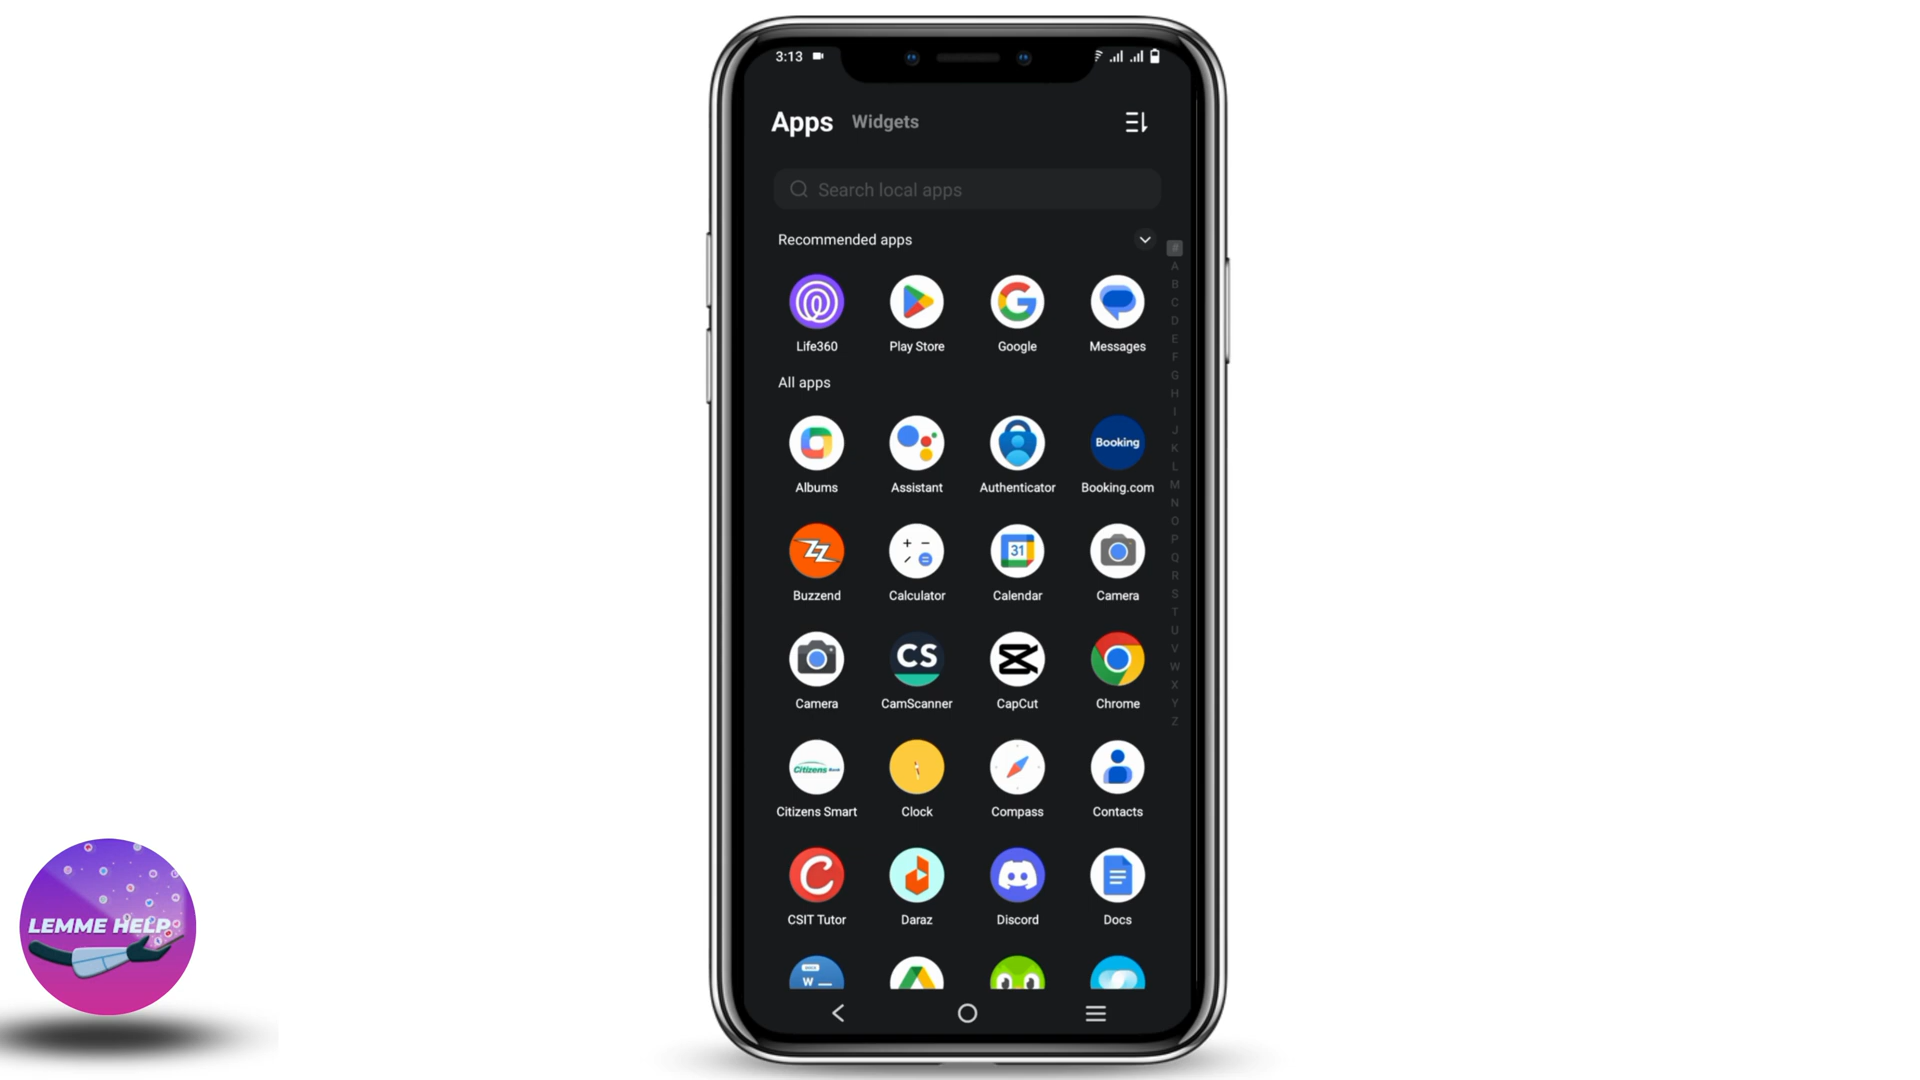 3:13
Apps Widgets
Search local apps
Recommended apps
#
Life360 Play Store Google Messages
All apps
Booking
Albums Assistant Authenticator Booking.com
31
Buzzend Calculator Calendar Camera
CS
Camera CamScanner CapCut Chrome
Citizens Bank
Citizens Smart Clock Compass Contacts
C
CSIT Tutor Daraz Discord Docs
W
A
B
C
D
E
F
G
H
I
J
K
L
M
N
O
P
Q
R
S
T
U
V
W
X
Y
Z
LEMME HELP